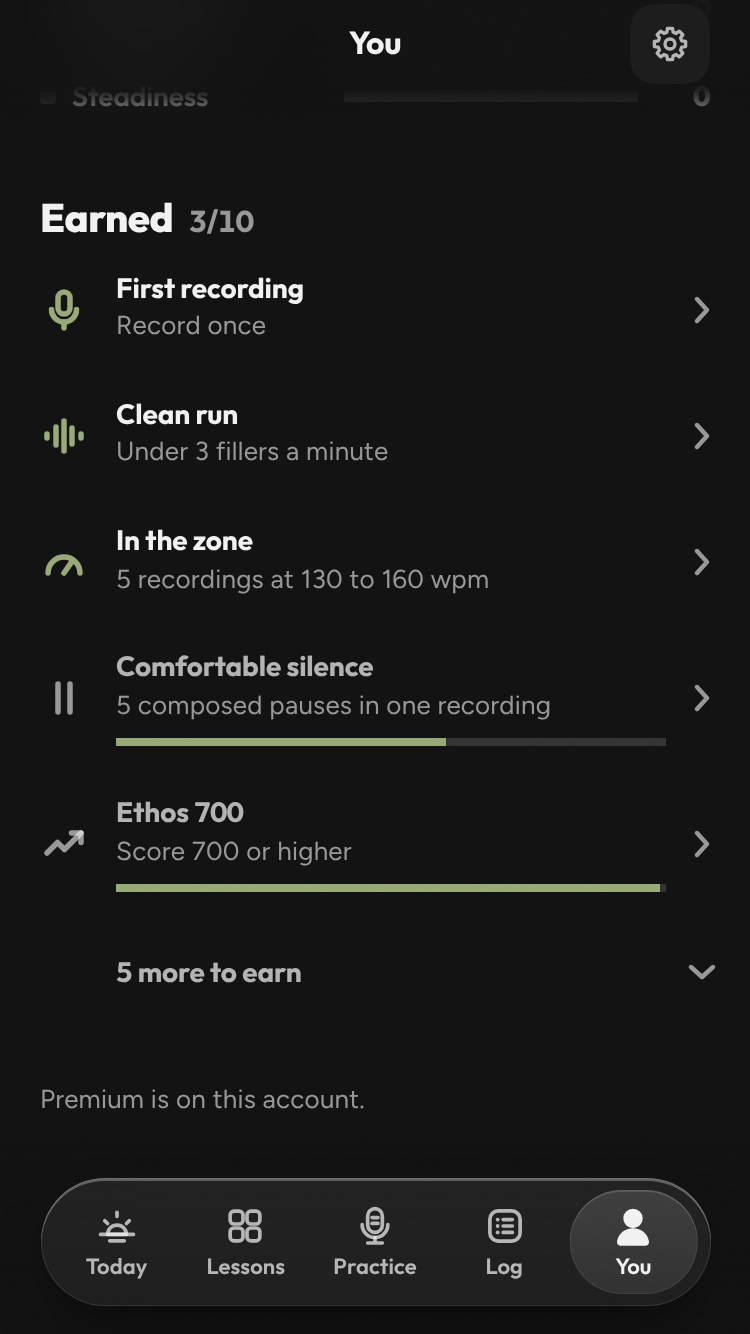 You
Steadiness 0
Earned 3/10
First recording
Record once
Clean run
Under 3 fillers a minute
In the zone
5 recordings at 130 to 160 wpm
Comfortable silence
5 composed pauses in one recording
Ethos 700
Score 700 or higher
5 more to earn
Premium is on this account.
Today Lessons Practice Log You